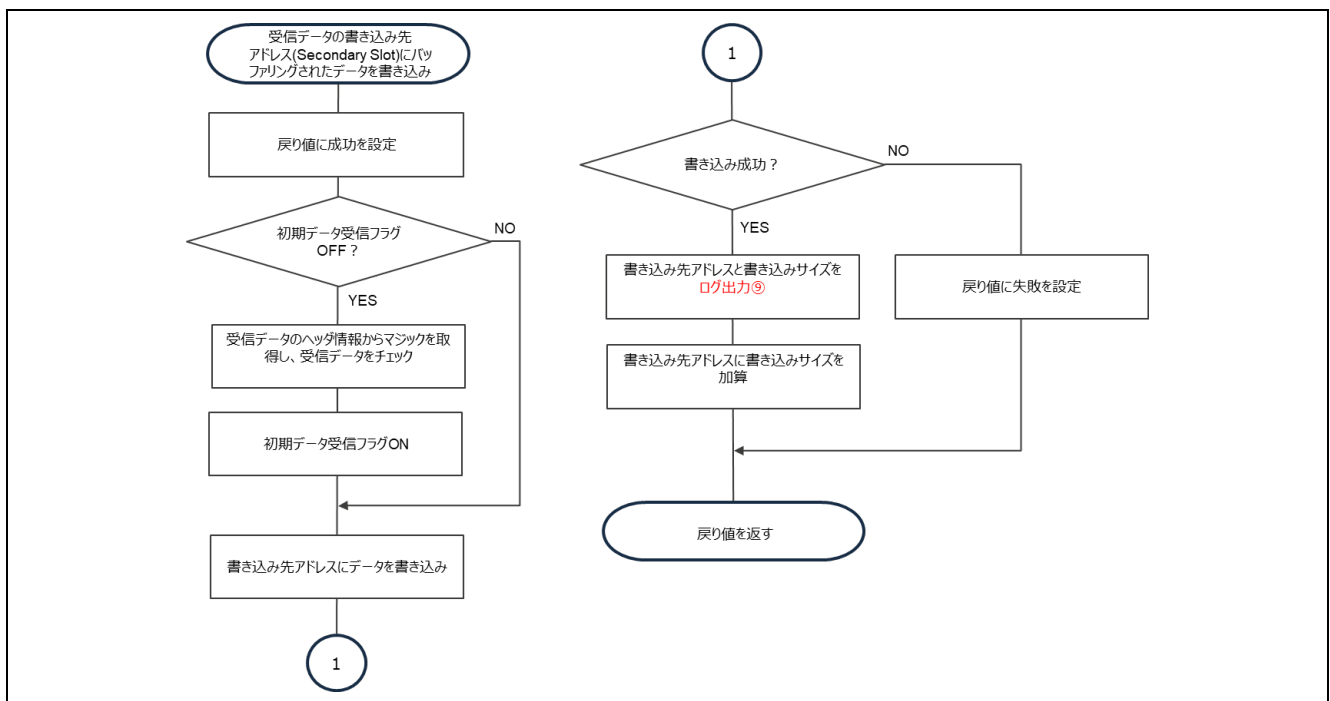 受信データの書き込み先
アドレス(Secondary Slot)にバッ
ファリングされたデータを書き込み
戻り値に成功を設定
初期データ受信フラグ
OFF？
NO
YES
受信データのヘッダ情報からマジックを取
得し、受信データをチェック
初期データ受信フラグON
書き込み先アドレスにデータを書き込み
1
1
書き込み成功？
NO
YES
書き込み先アドレスと書き込みサイズを
ログ出力⑨
戻り値に失敗を設定
書き込み先アドレスに書き込みサイズを
加算
戻り値を返す